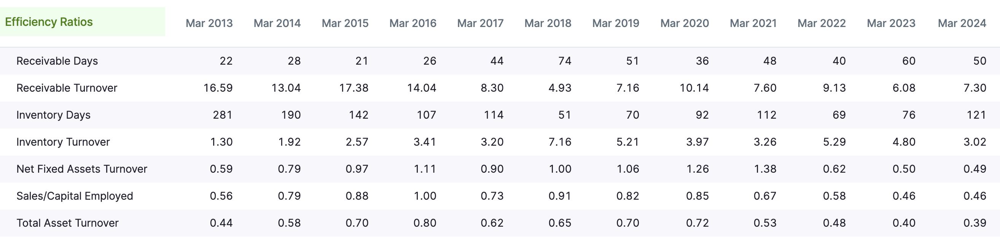 Efficiency Ratios Mar 2013 Mar 2014 Mar 2015 Mar 2016 Mar 2017 Mar 2018 Mar 2019 Mar 2020 Mar 2021 Mar 2022 Mar 2023 Mar 2024
Receivable Days 22 28 21 26 44 74 51 36 48 40 60 50
Receivable Turnover 16.59 13.04 17.38 14.04 8.30 4.93 7.16 10.14 7.60 9.13 6.08 7.30
Inventory Days 281 190 142 107 114 51 70 92 112 69 76 121
Inventory Turnover 1.30 1.92 2.57 3.41 3.20 7.16 5.21 3.97 3.26 5.29 4.80 3.02
Net Fixed Assets Turnover 0.59 0.79 0.97 1.11 0.90 1.00 1.06 1.26 1.38 0.62 0.50 0.49
Sales/Capital Employed 0.56 0.79 0.88 1.00 0.73 0.91 0.82 0.85 0.67 0.58 0.46 0.46
Total Asset Turnover 0.44 0.58 0.70 0.80 0.62 0.65 0.70 0.72 0.53 0.48 0.40 0.39